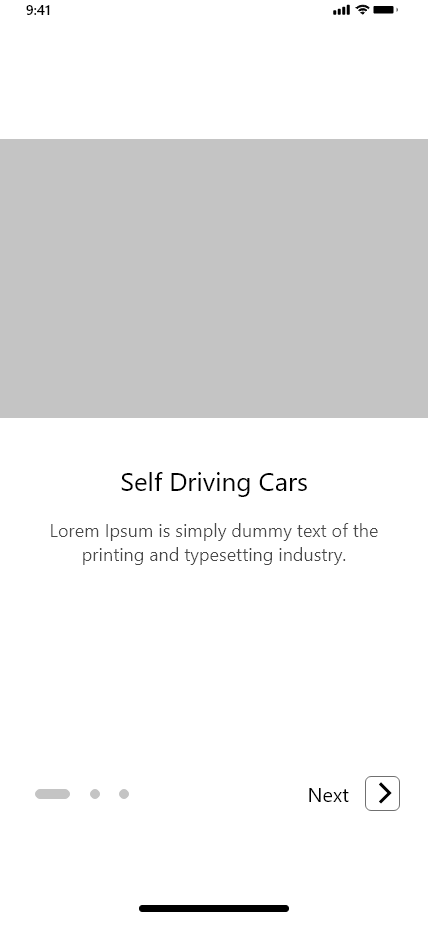 9:41
Self Driving Cars
Lorem Ipsum is simply dummy text of the
printing and typesetting industry.
Next